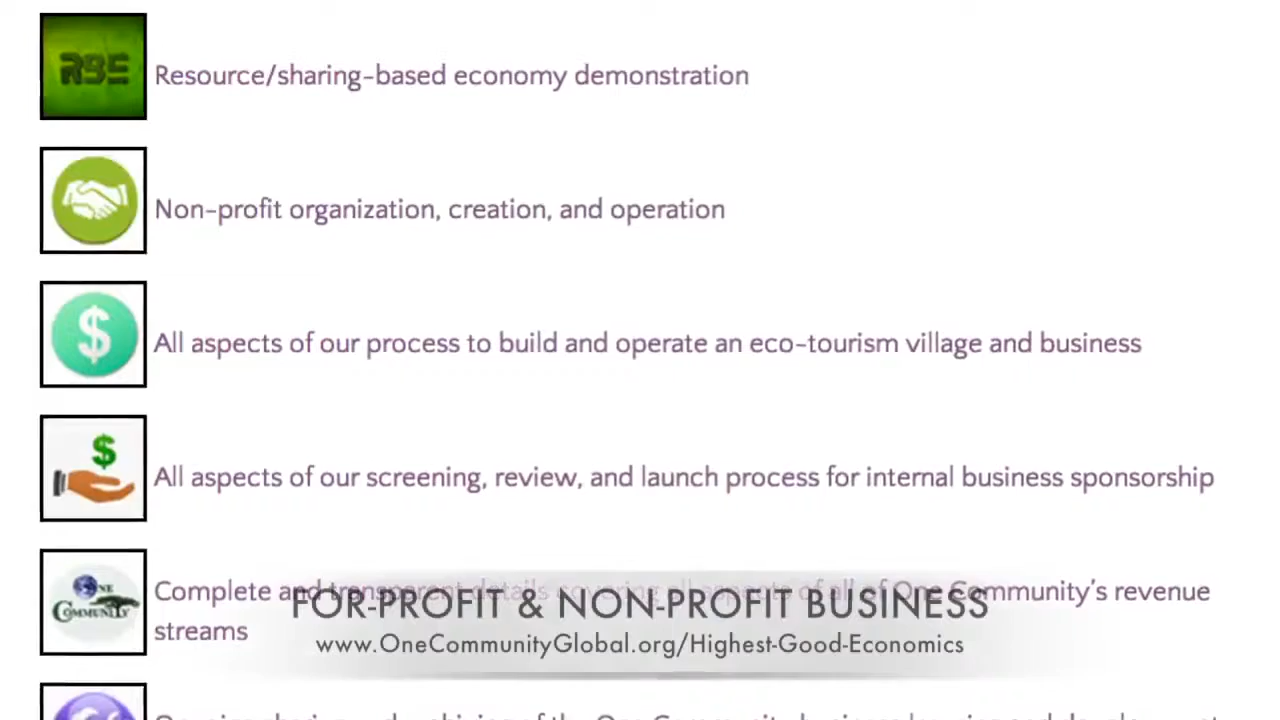 RBE
Resource/sharing-based economy demonstration
Non-profit organization, creation, and operation
$
All aspects of our process to build and operate an eco-tourism village and business
$
All aspects of our screening, review, and launch process for internal business sponsorship
ONE
COMMUNITY
Complete and transparent details covering all aspects of all of One Community's revenue
streams
FOR-PROFIT & NON-PROFIT BUSINESS
www.OneCommunityGlobal.org/Highest-Good-Economics